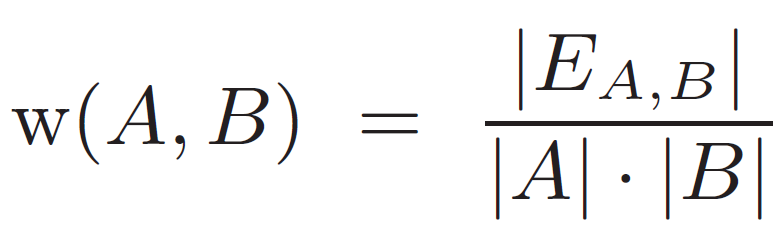 w(A, B) = |E_{A,B}| / |A| · |B|